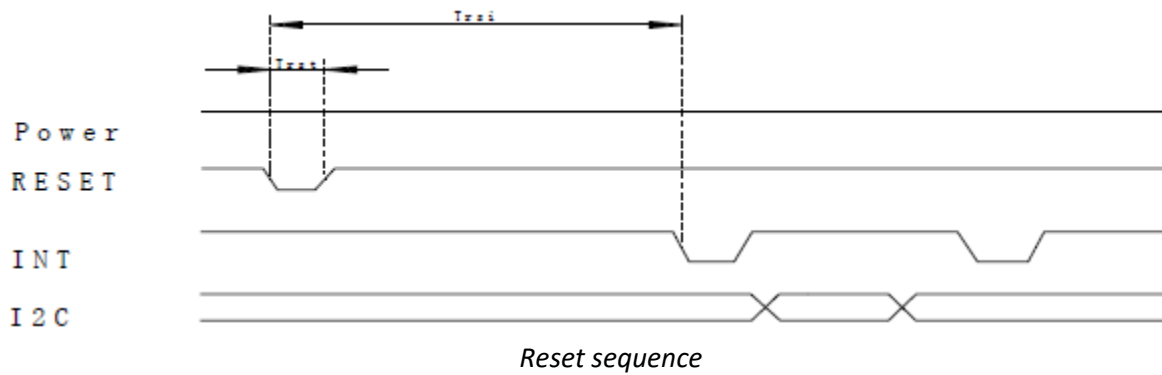 Trsi
Trst
Power
RESET
INT
I2C
Reset sequence